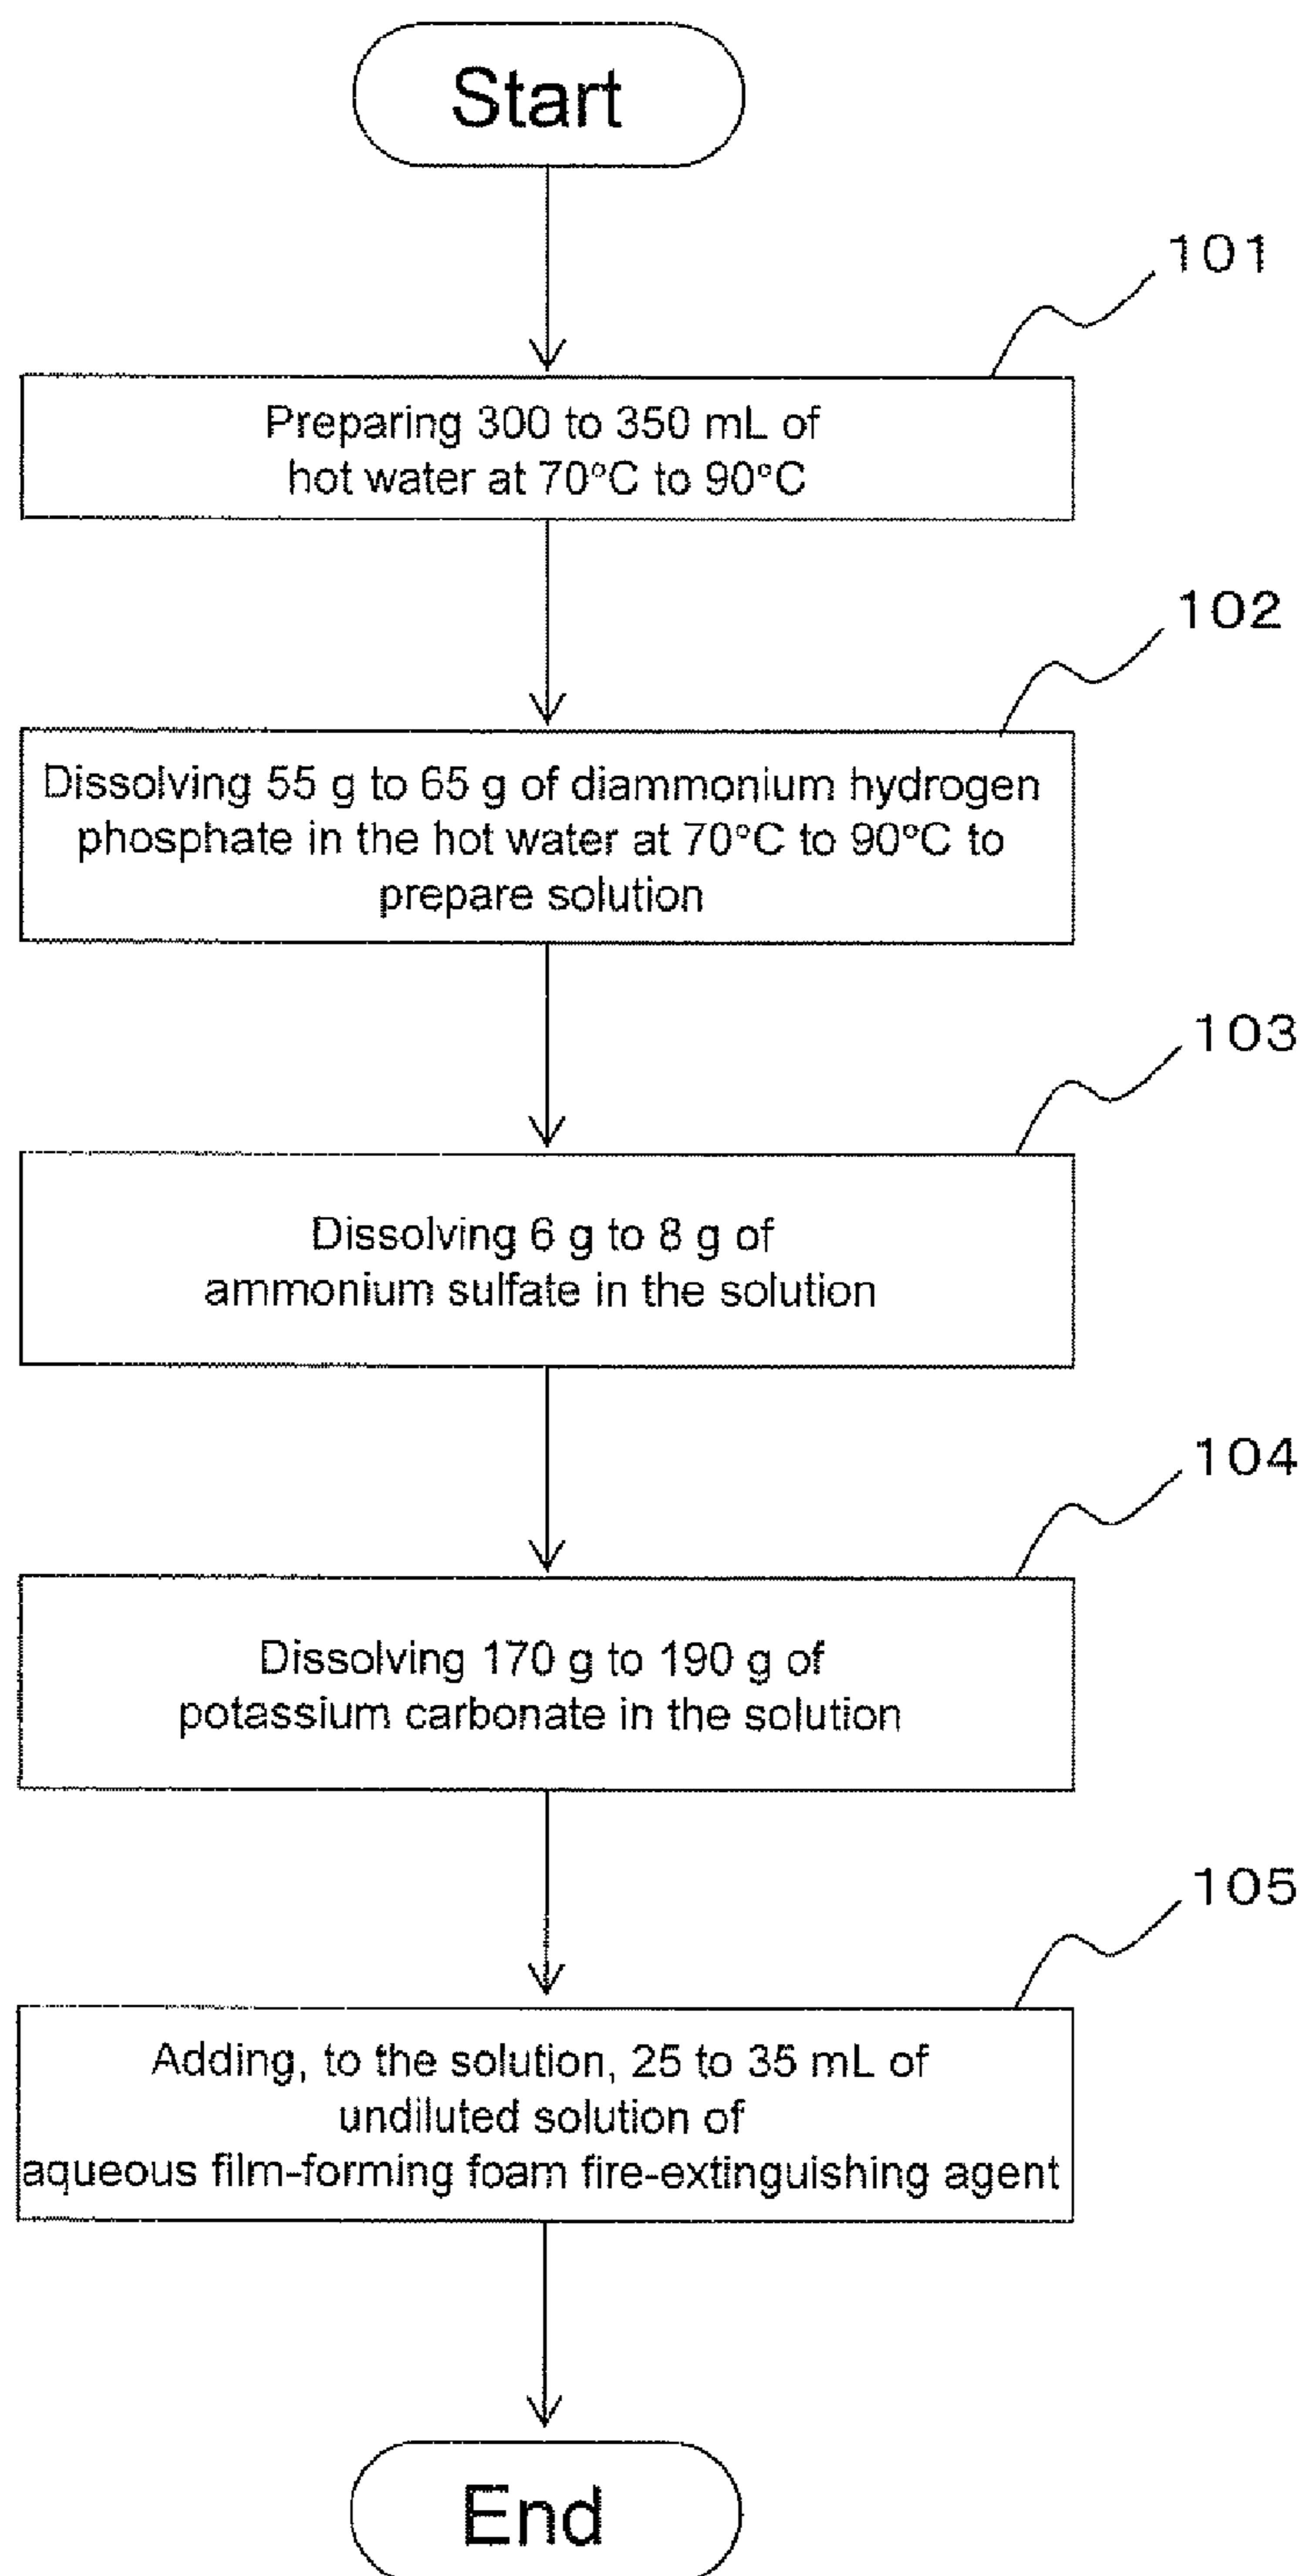 Start
101
Preparing 300 to 350 mL of
hot water at 70°C to 90°C
102
Dissolving 55 g to 65 g of diammonium hydrogen
phosphate in the hot water at 70°C to 90°C to
prepare solution
103
Dissolving 6 g to 8 g of
ammonium sulfate in the solution
104
Dissolving 170 g to 190 g of
potassium carbonate in the solution
105
Adding, to the solution, 25 to 35 mL of
undiluted solution of
aqueous film-forming foam fire-extinguishing agent
End